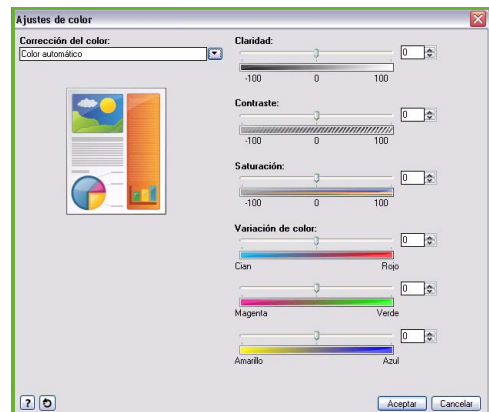 Ajustes de color
Corrección del color:
Color automático
Claridad:
0
-100 0 100
Contraste:
0
-100 0 100
Saturación:
0
-100 0 100
Variación de color:
0
Cian Rojo
0
Magenta Verde
0
Amarillo Azul
?
Aceptar Cancelar